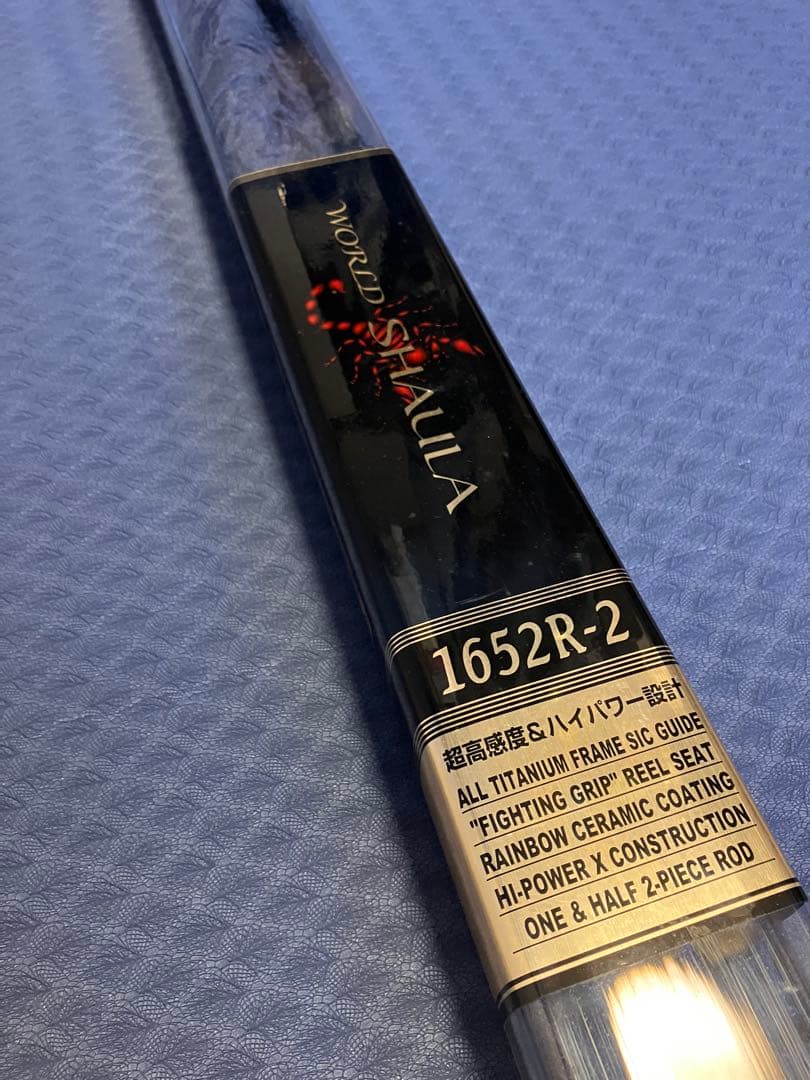 WORLD
SHAULA
1652R-2
超高感度&ハイパワー設計
ALL TITANIUM FRAME SIC GUIDE
"FIGHTING GRIP" REEL SEAT
RAINBOW CERAMIC COATING
HI-POWER X CONSTRUCTION
ONE & HALF 2-PIECE ROD